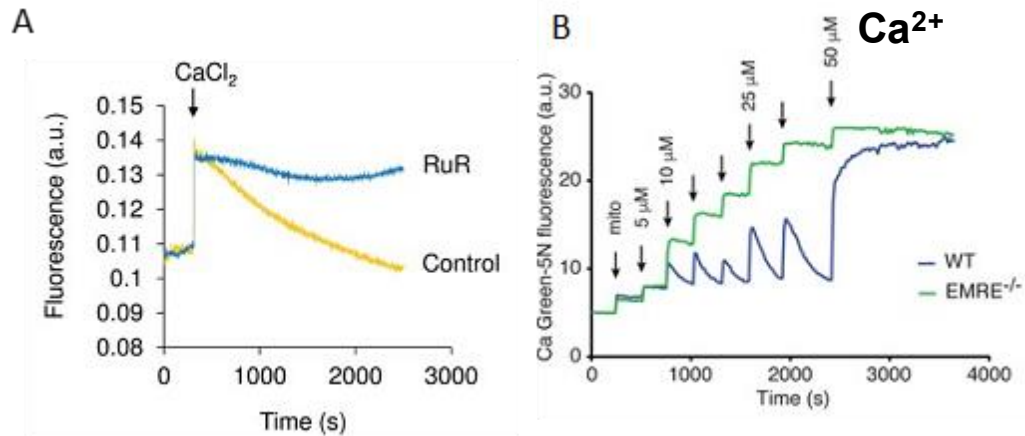 A
CaCl₂
0.15
0.14
0.13
0.12
0.11
0.1
0.09
0.08
0
1000
2000
3000
Fluorescence (a.u.)
Time (s)
RuR
Control
B
Ca²⁺
mito
5 µM
10 µM
25 µM
50 µM
30
20
10
0
0
1000
2000
3000
4000
Ca Green-5N fluorescence (a.u.)
Time (s)
WT
EMRE⁻/⁻